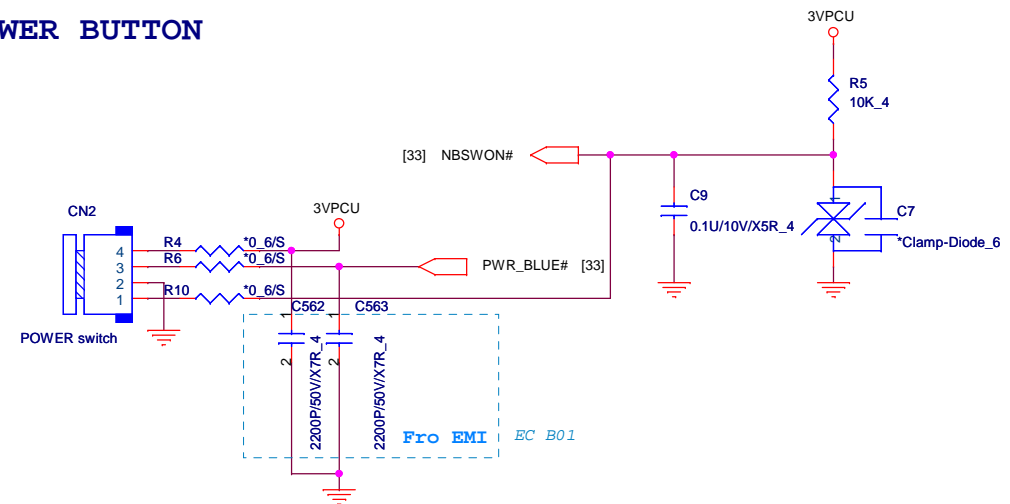 WER BUTTON
3VPCU
R5
10K_4
[33] NBSWON#
C9
0.1U/10V/X5R_4
1
2
C7
*Clamp-Diode_6
CN2
3VPCU
4
3
2
1
R4 *0_6/S
R6 *0_6/S
PWR_BLUE# [33]
R10 *0_6/S
POWER switch
C562
C563
1
1
2
2
2200P/50V/X7R_4
2200P/50V/X7R_4
Fro EMI
EC B01